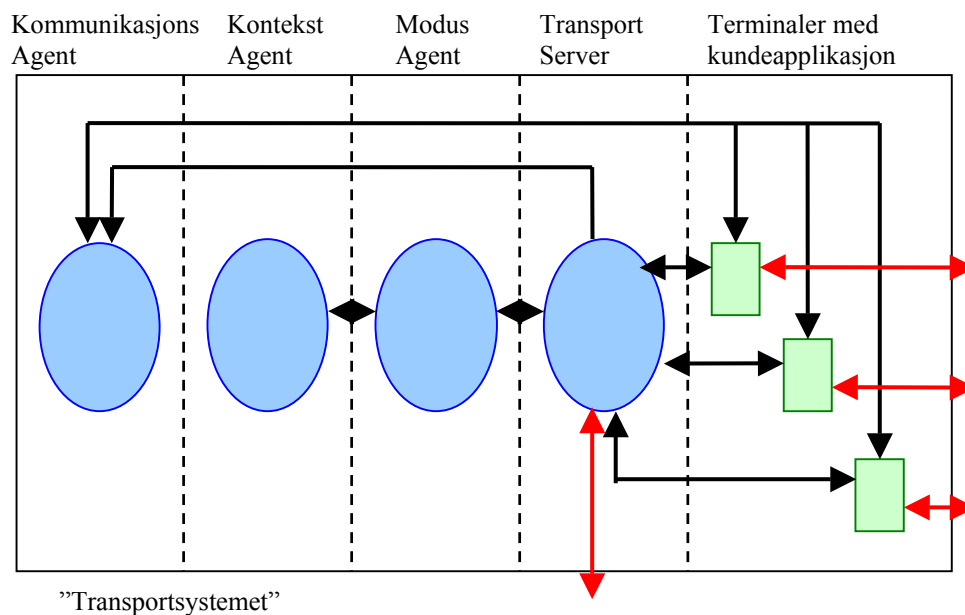 Kommunikasjons
Agent
Kontekst
Agent
Modus
Agent
Transport
Server
Terminaler med
kundeapplikasjon
”Transportsystemet”